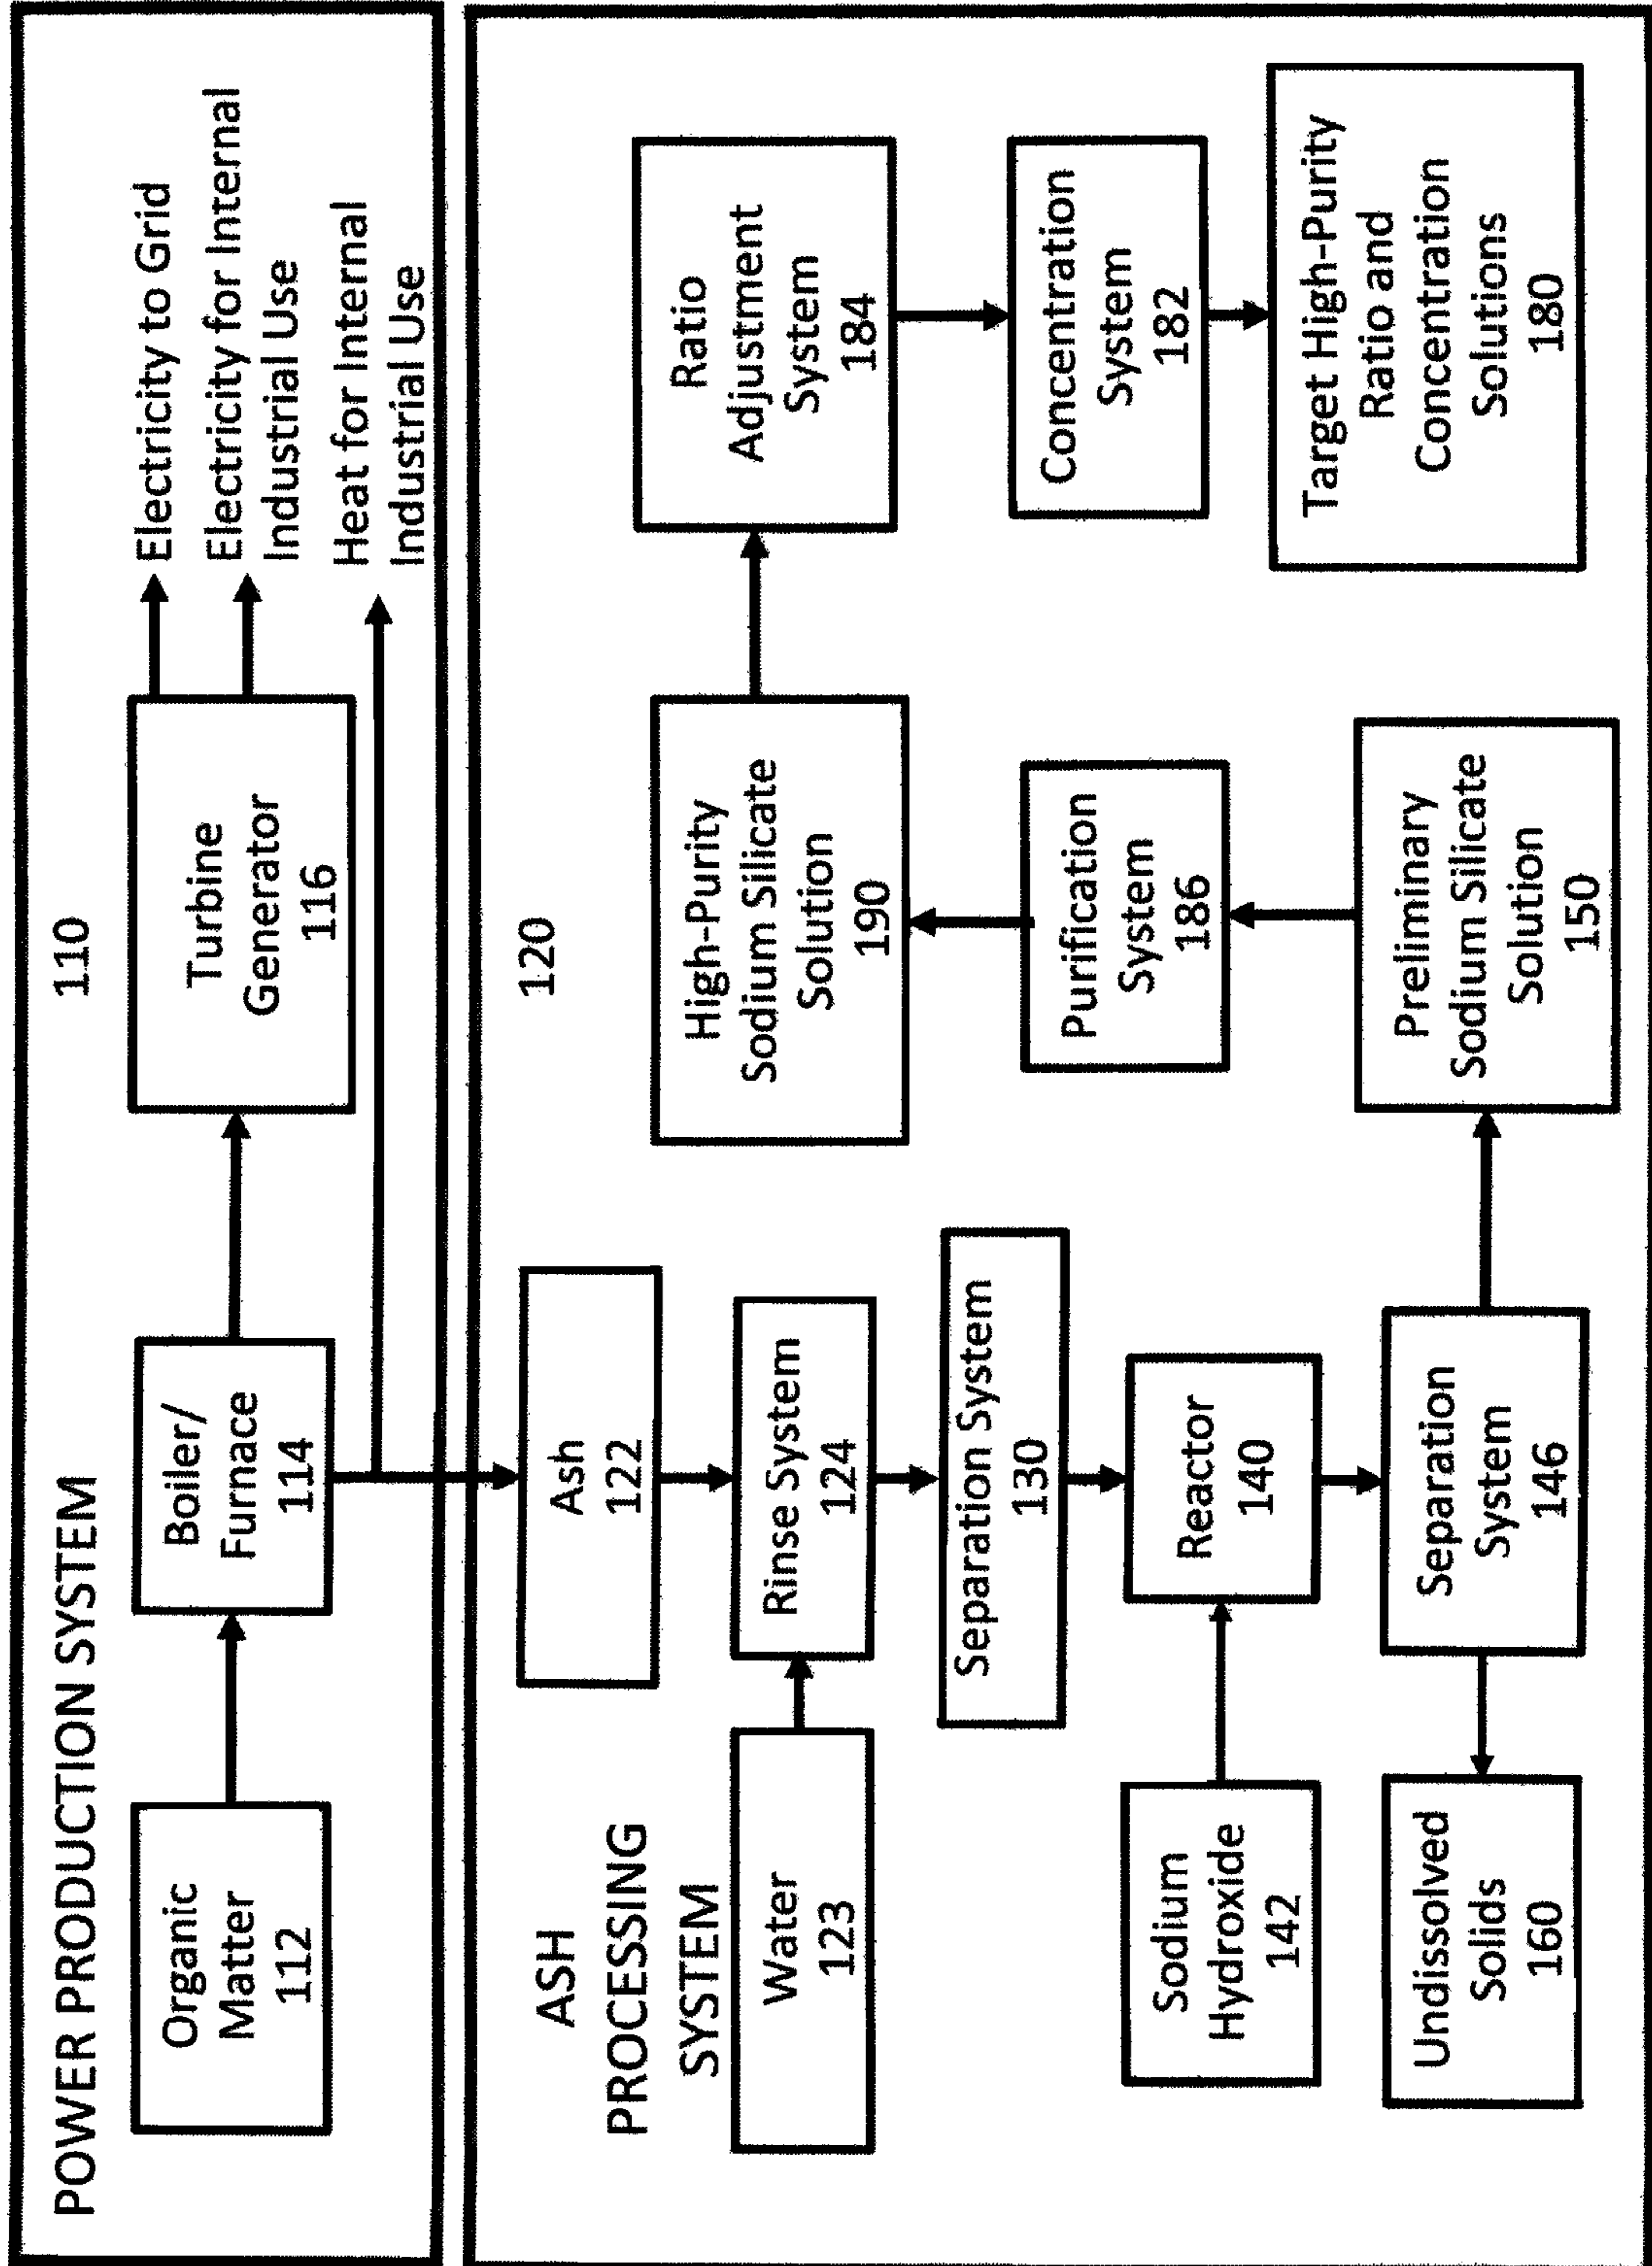 POWER PRODUCTION SYSTEM
110
Organic
Matter
112
Boiler/
Furnace
114
Turbine
Generator
116
Electricity to Grid
Electricity for Internal
Industrial Use
Heat for Internal
Industrial Use
ASH
PROCESSING
SYSTEM
120
Ash
122
Water
123
Rinse System
124
Separation System
130
Sodium
Hydroxide
142
Reactor
140
Undissolved
Solids
160
Separation
System
146
Preliminary
Sodium Silicate
Solution
150
Purification
System
186
High-Purity
Sodium Silicate
Solution
190
Ratio
Adjustment
System
184
Concentration
System
182
Target High-Purity
Ratio and
Concentration
Solutions
180